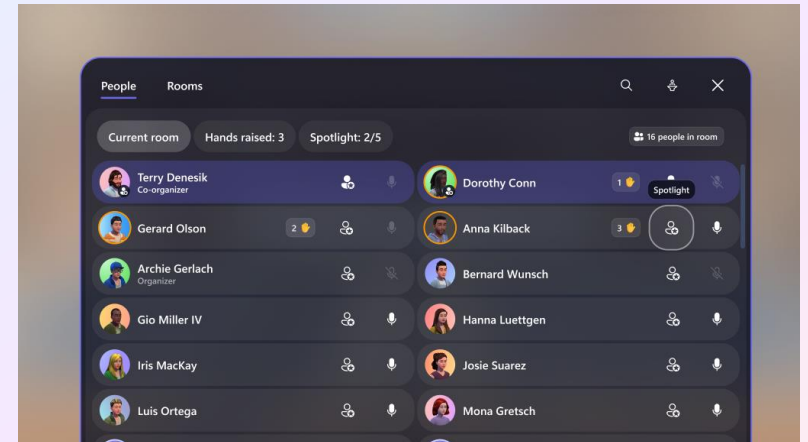 People Rooms
Current room Hands raised: 3 Spotlight: 2/5 16 people in room
Terry Denesik
Co-organizer
Dorothy Conn 1
Spotlight
Gerard Olson 2
Anna Kilback 3
Archie Gerlach
Organizer
Bernard Wunsch
Gio Miller IV
Hanna Luettgen
Iris MacKay
Josie Suarez
Luis Ortega
Mona Gretsch